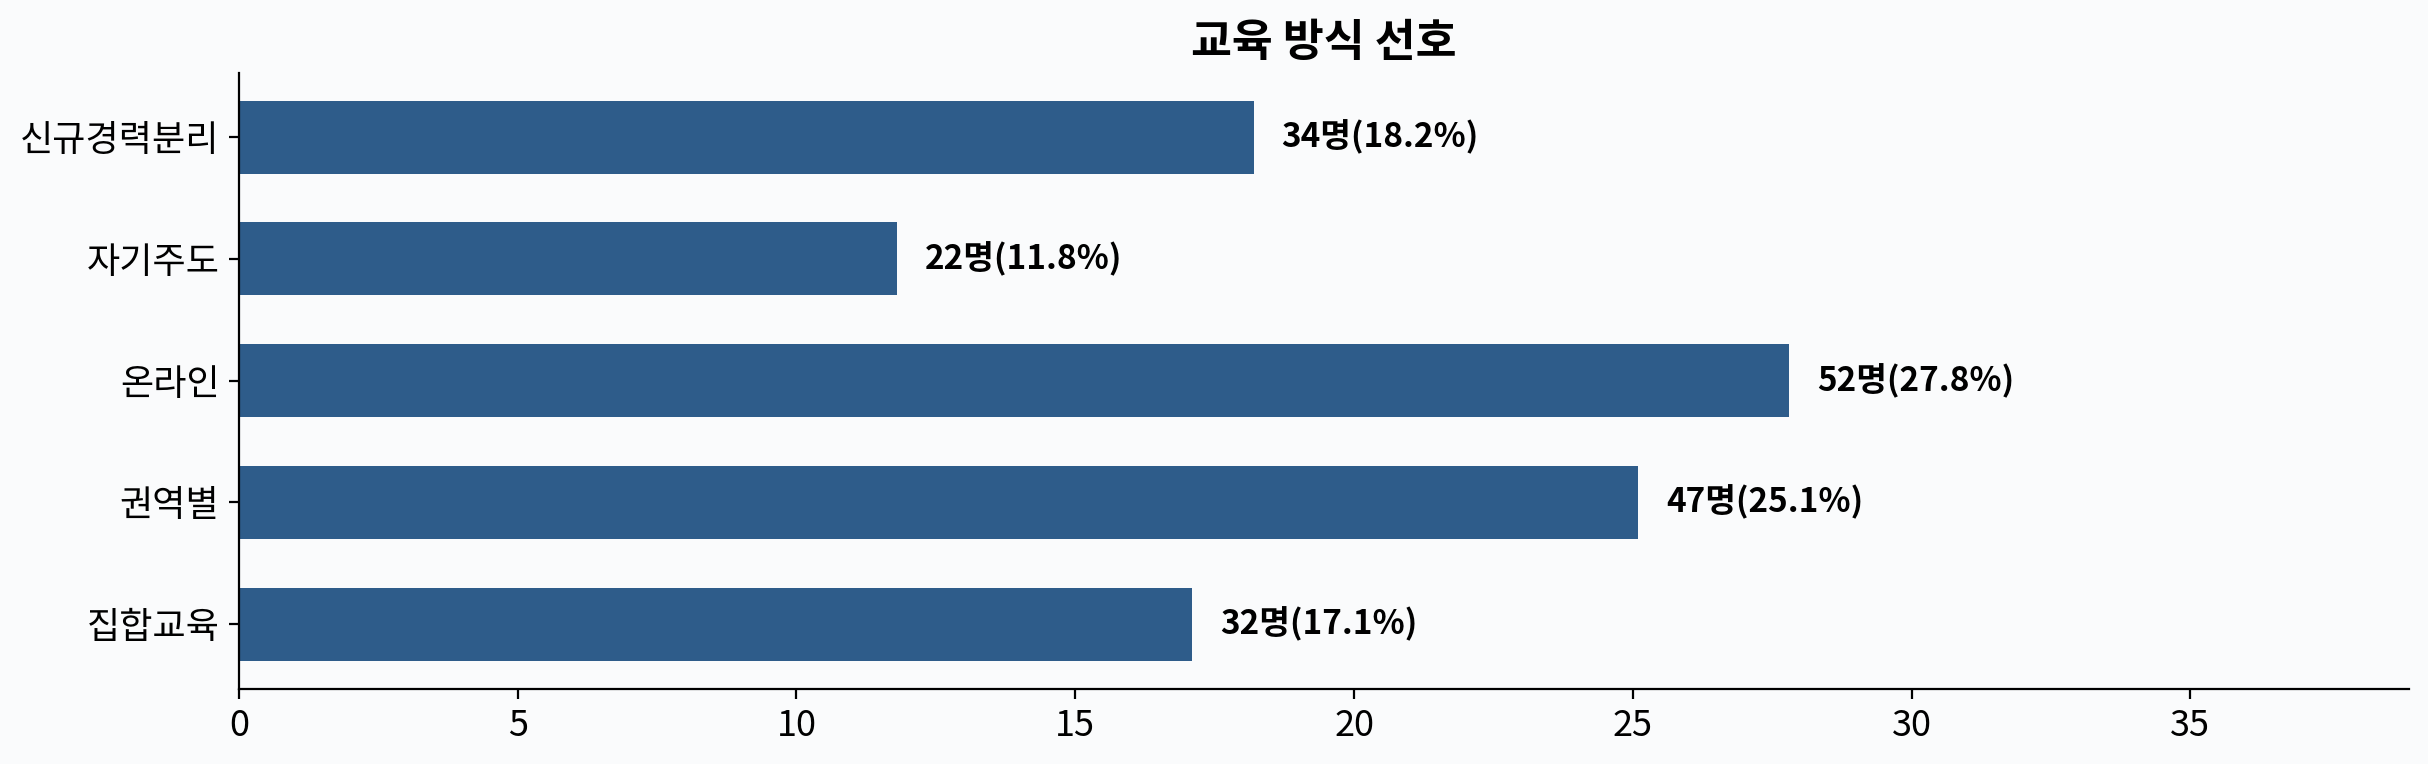 교육 방식 선호
신규경력분리 34명(18.2%)
자기주도 22명(11.8%)
온라인 52명(27.8%)
권역별 47명(25.1%)
집합교육 32명(17.1%)
0 5 10 15 20 25 30 35